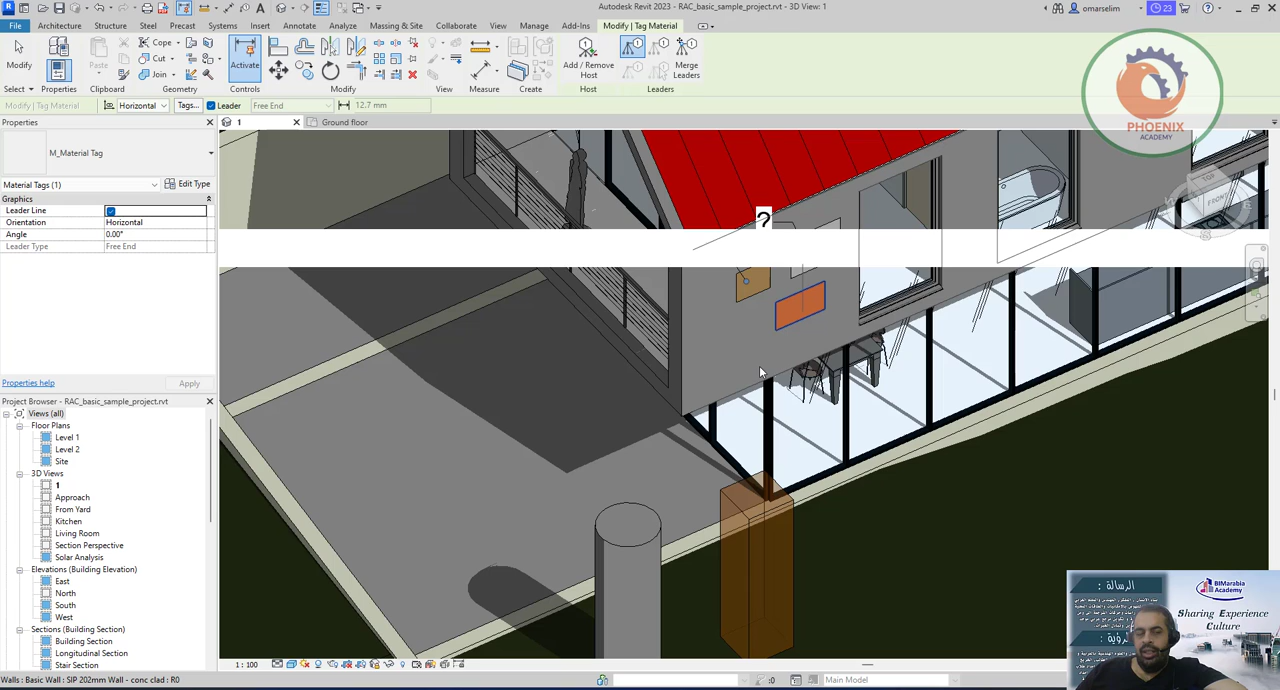 RAC_basic_sample_project.rvt - 3D View: 1
omarselim
23
File
Architecture
Structure
Steel
Precast
Systems
Insert
Annotate
Analyze
Massing & Site
Collaborate
View
Manage
Add-Ins
Modify | Tag Material
Modify
Paste
Cope
Cut
Join
Activate
Add / Remove
Host
Merge
Leaders
Select
Properties
Clipboard
Geometry
Controls
Modify
View
Measure
Create
Host
Leaders
Modify | Tag Material
Horizontal
Tags...
Leader
Free End
12.7 mm
PHOENIX
ACADEMY
Properties
1
Ground floor
M_Material Tag
Material Tags (1)
Edit Type
Graphics
Leader Line
Orientation Horizontal
Angle 0.00°
Leader Type Free End
?
TOP
FRONT
Properties help
Apply
Project Browser - RAC_basic_sample_project.rvt
Views (all)
Floor Plans
Level 1
Level 2
Site
3D Views
1
Approach
From Yard
Kitchen
Living Room
Section Perspective
Solar Analysis
Elevations (Building Elevation)
East
North
South
West
Sections (Building Section)
Building Section
Longitudinal Section
Stair Section
1 : 100
Walls : Basic Wall : SIP 202mm Wall - conc clad : R0
:0
Main Model
الرسالة :
BIMarabia
Academy
Sharing Experience
Culture